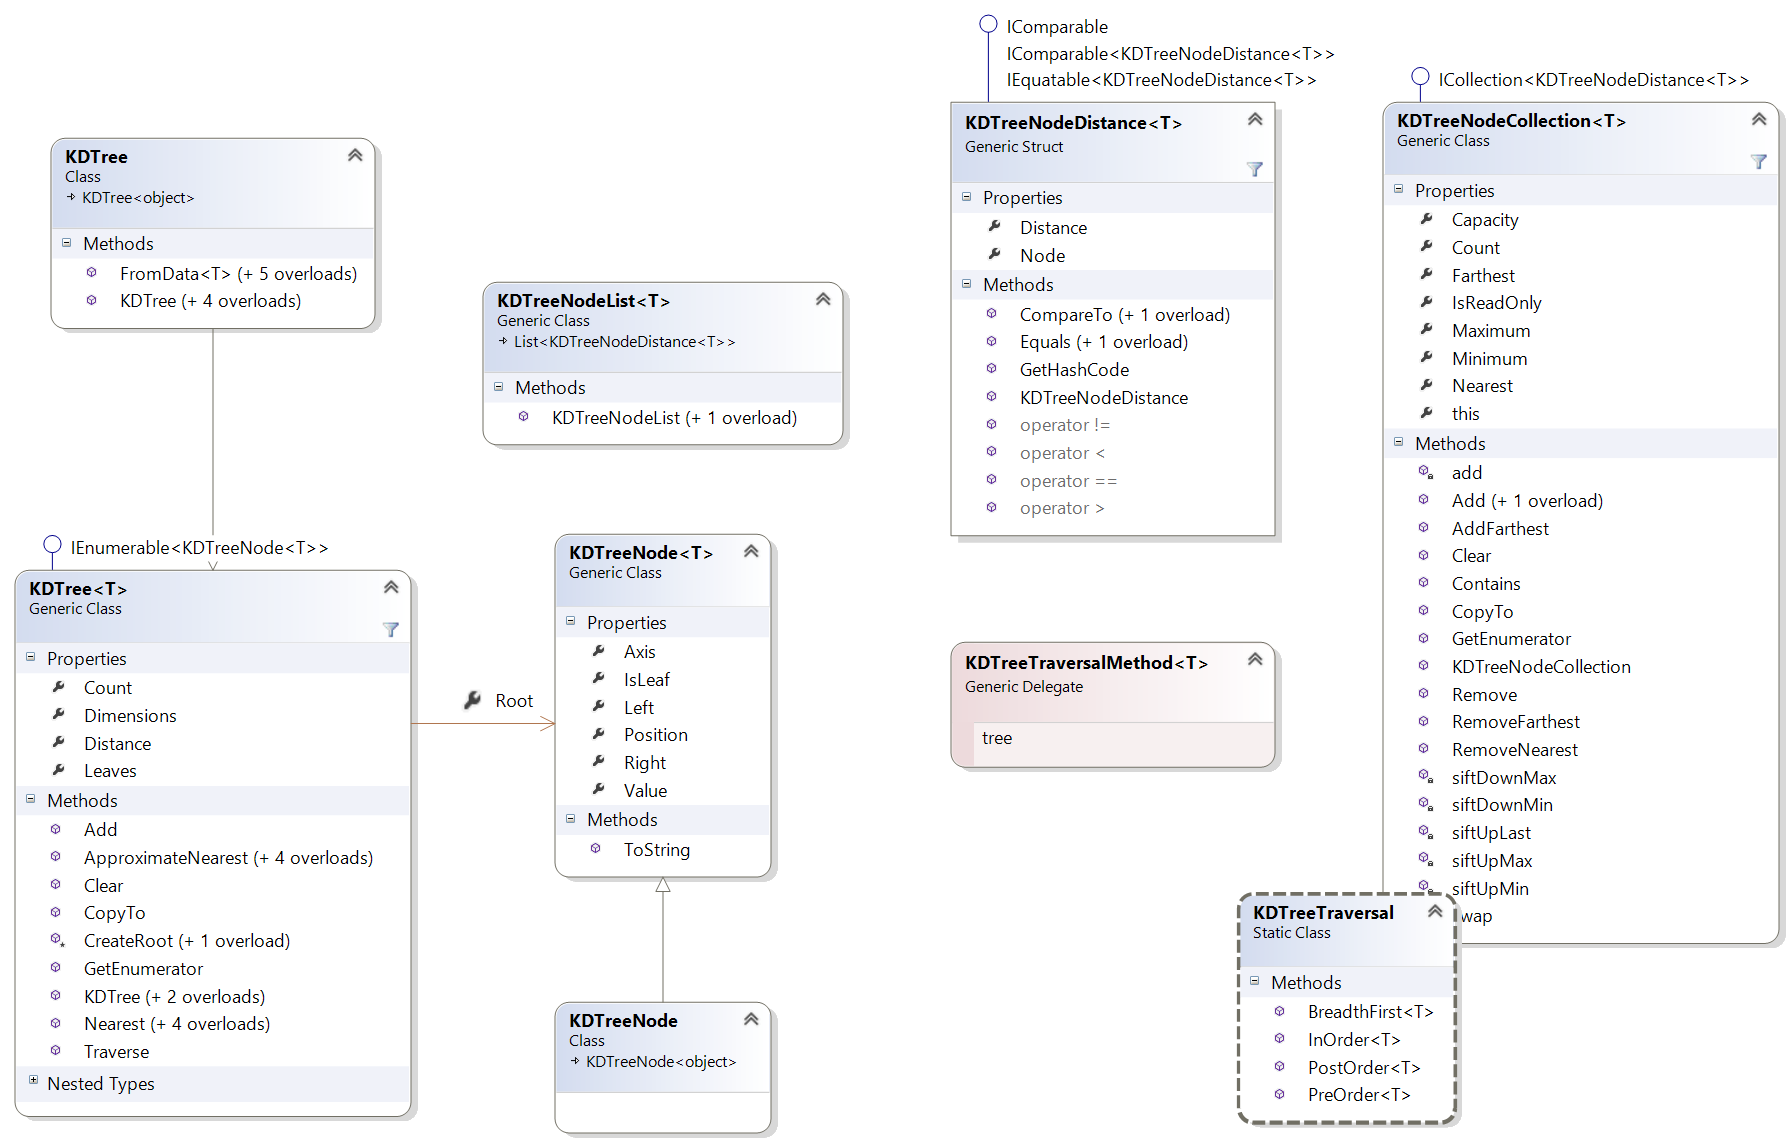 KDTree
Class
KDTree<object>
Methods
FromData<T> (+ 5 overloads)
KDTree (+ 4 overloads)
IEnumerable<KDTreeNode<T>>
KDTree<T>
Generic Class
Properties
Count
Dimensions
Distance
Leaves
Methods
Add
ApproximateNearest (+ 4 overloads)
Clear
CopyTo
CreateRoot (+ 1 overload)
GetEnumerator
KDTree (+ 2 overloads)
Nearest (+ 4 overloads)
Traverse
Nested Types
Root
KDTreeNodeList<T>
Generic Class
List<KDTreeNodeDistance<T>>
Methods
KDTreeNodeList (+ 1 overload)
KDTreeNode<T>
Generic Class
Properties
Axis
IsLeaf
Left
Position
Right
Value
Methods
ToString
KDTreeNode
Class
KDTreeNode<object>
IComparable
IComparable<KDTreeNodeDistance<T>>
IEquatable<KDTreeNodeDistance<T>>
KDTreeNodeDistance<T>
Generic Struct
Properties
Distance
Node
Methods
CompareTo (+ 1 overload)
Equals (+ 1 overload)
GetHashCode
KDTreeNodeDistance
operator !=
operator <
operator ==
operator >
KDTreeTraversalMethod<T>
Generic Delegate
tree
ICollection<KDTreeNodeDistance<T>>
KDTreeNodeCollection<T>
Generic Class
Properties
Capacity
Count
Farthest
IsReadOnly
Maximum
Minimum
Nearest
this
Methods
add
Add (+ 1 overload)
AddFarthest
Clear
Contains
CopyTo
GetEnumerator
KDTreeNodeCollection
Remove
RemoveFarthest
RemoveNearest
siftDownMax
siftDownMin
siftUpLast
siftUpMax
siftUpMin
wap
KDTreeTraversal
Static Class
Methods
BreadthFirst<T>
InOrder<T>
PostOrder<T>
PreOrder<T>